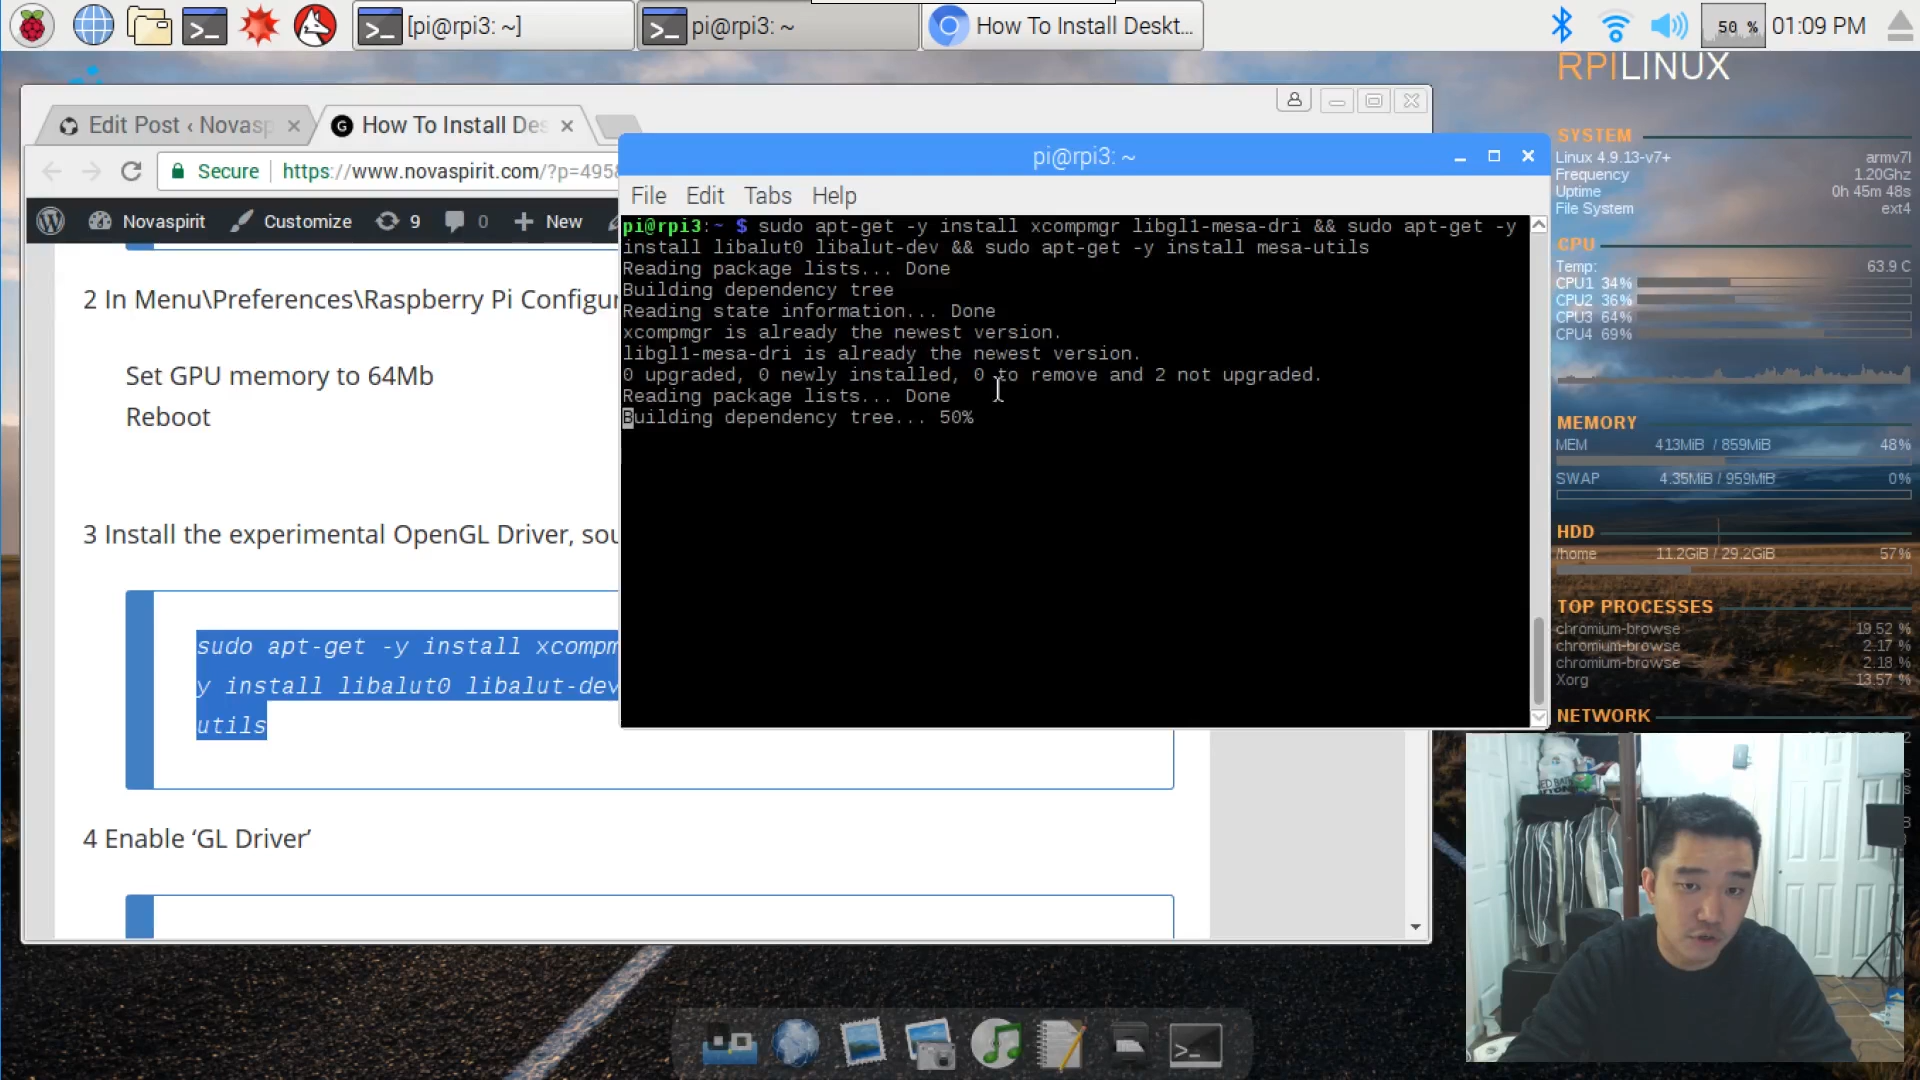 [pi@rpi3: ~]
pi@rpi3: ~
How To Install Deskt...
50 %
01:09 PM
RPILINUX
Edit Post ‹ Novasp
How To Install Des
Secure
https://www.novaspirit.com/?p=495
Novaspirit
Customize
9
0
New
2 In Menu\Preferences\Raspberry Pi Configur
Set GPU memory to 64Mb
Reboot
3 Install the experimental OpenGL Driver, sou
sudo apt-get -y install xcompm
y install libalut0 libalut-dev
utils
4 Enable ‘GL Driver’
pi@rpi3: ~
File Edit Tabs Help
pi@rpi3:~ $ sudo apt-get -y install xcompmgr libgl1-mesa-dri && sudo apt-get -y
install libalut0 libalut-dev && sudo apt-get -y install mesa-utils
Reading package lists... Done
Building dependency tree
Reading state information... Done
xcompmgr is already the newest version.
libgl1-mesa-dri is already the newest version.
0 upgraded, 0 newly installed, 0 to remove and 2 not upgraded.
Reading package lists... Done
Building dependency tree... 50%
SYSTEM
Linux 4.9.13-v7+ armv7l
Frequency 1.20Ghz
Uptime 0h 45m 48s
File System ext4
CPU
Temp: 63.9 C
CPU1 34%
CPU2 36%
CPU3 64%
CPU4 69%
MEMORY
MEM 413MiB / 859MiB 48%
SWAP 4.35MiB / 959MiB 0%
HDD
/home 11.2GiB / 29.2GiB 57%
TOP PROCESSES
chromium-browse 19.52 %
chromium-browse 2.17 %
chromium-browse 2.18 %
Xorg 13.57 %
NETWORK